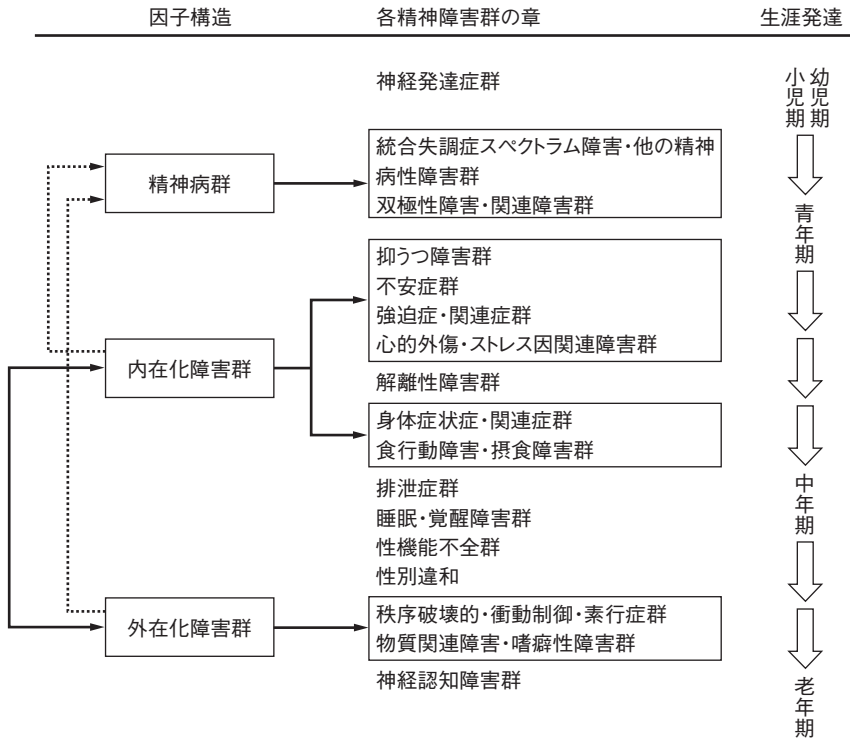 因子構造
各精神障害群の章
生涯発達
神経発達症群
幼児期
小児期
統合失調症スペクトラム障害・他の精神
病性障害群
双極性障害・関連障害群
精神病群
青年期
抑うつ障害群
不安症群
強迫症・関連症群
心的外傷・ストレス因関連障害群
内在化障害群
解離性障害群
身体症状症・関連症群
食行動障害・摂食障害群
排泄症群
睡眠・覚醒障害群
性機能不全群
性別違和
中年期
外在化障害群
秩序破壊的・衝動制御・素行症群
物質関連障害・嗜癖性障害群
神経認知障害群
老年期